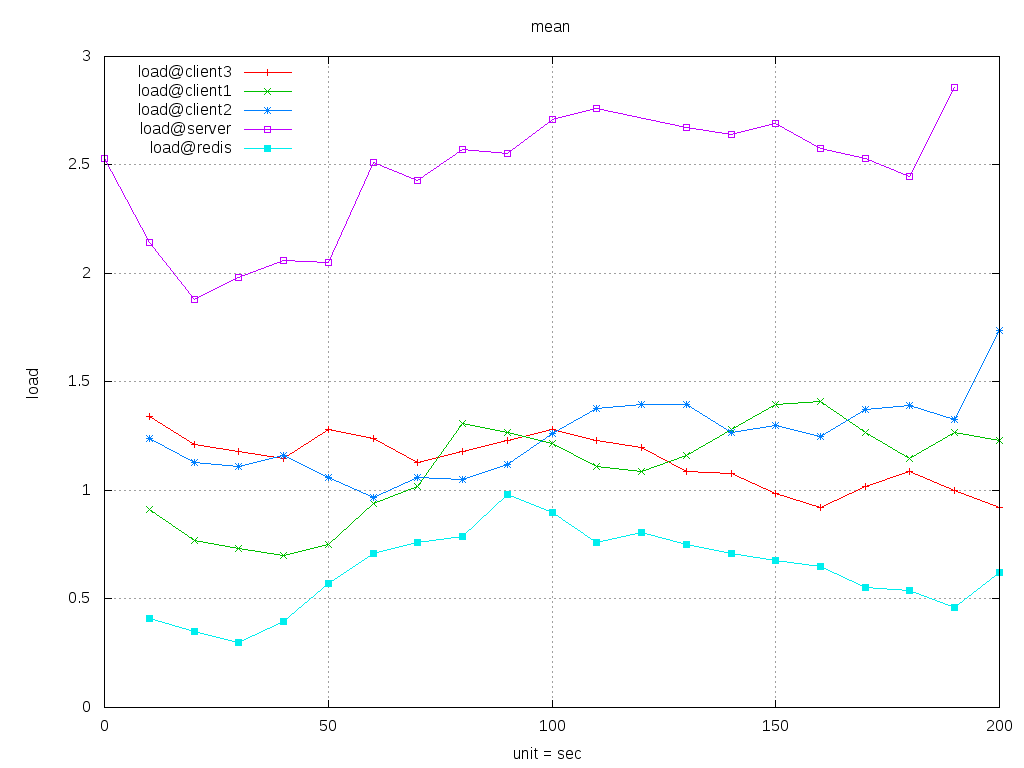 mean
3
load@client3
load@client1
load@client2
load@server
load@redis
2.5
2
1.5
load
1
0.5
0
0 50 100 150 200
unit = sec